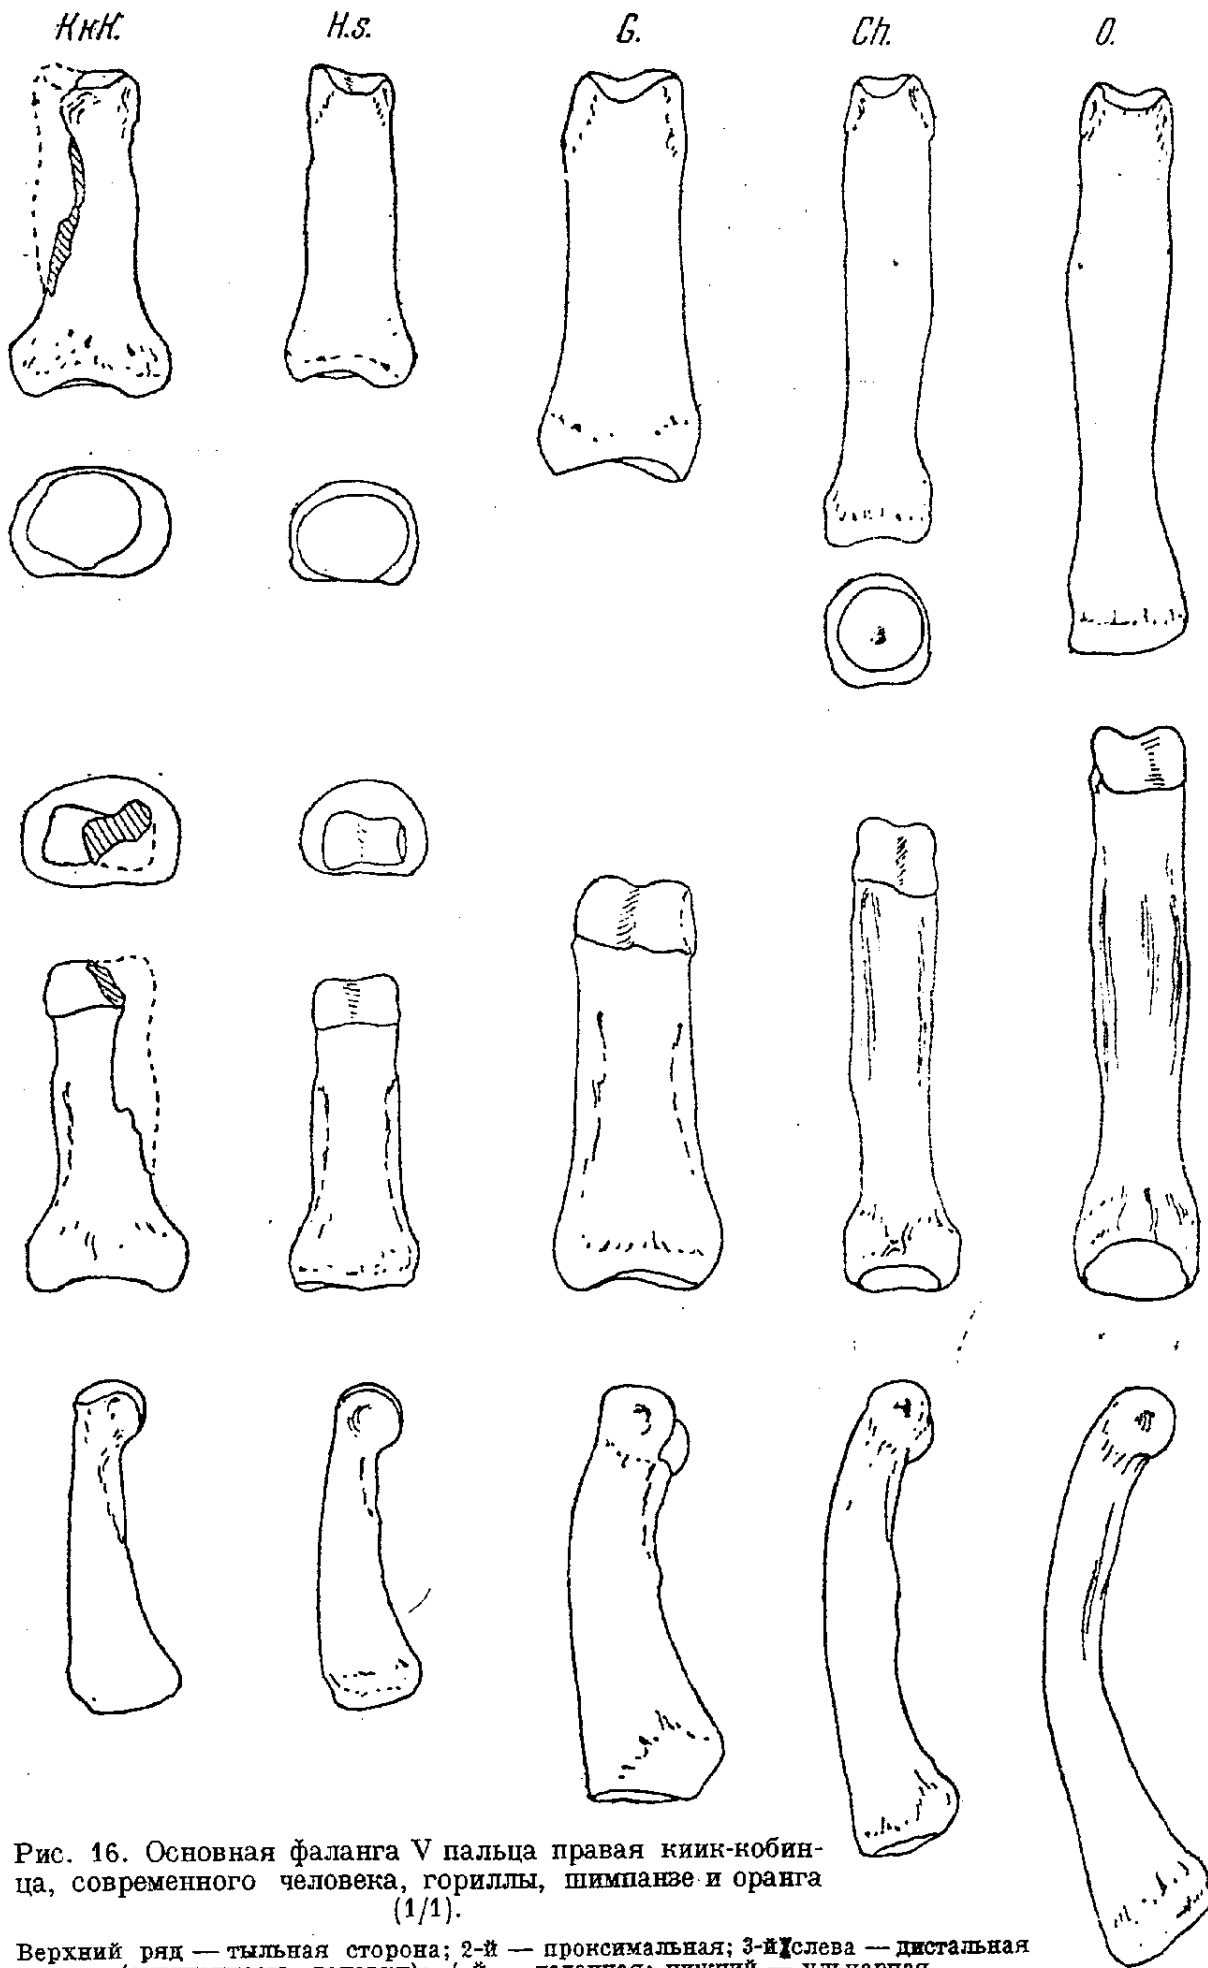 КиК. H.s. G. Ch. O.
Рис. 16. Основная фаланга V пальца правая киик-кобин-
ца, современного человека, гориллы, шимпанзе и оранга
(1/1).
Верхний ряд — тыльная сторона; 2-й — проксимальная; 3-й слева — дистальная